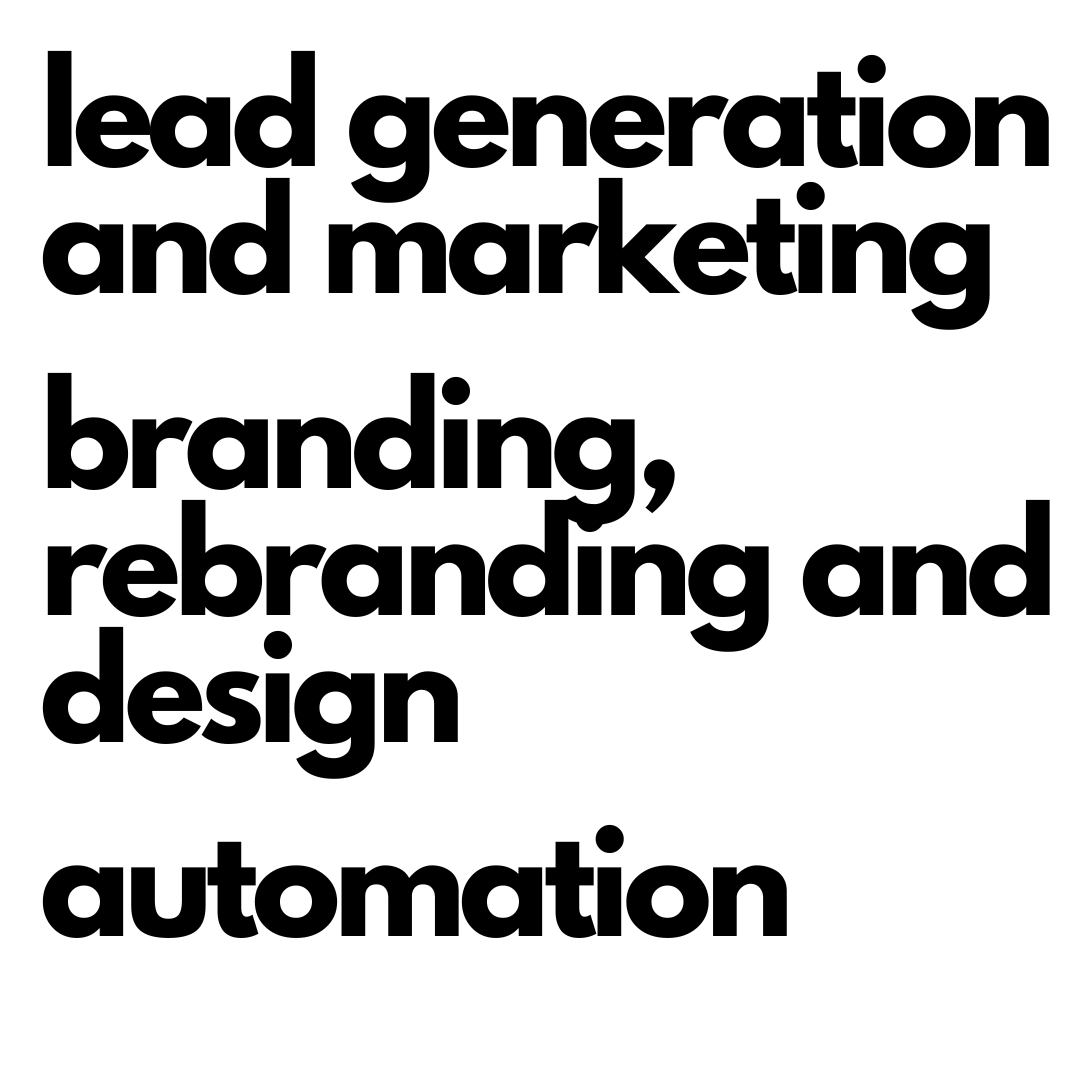 lead generation
and marketing
branding,
rebranding and
design
automation